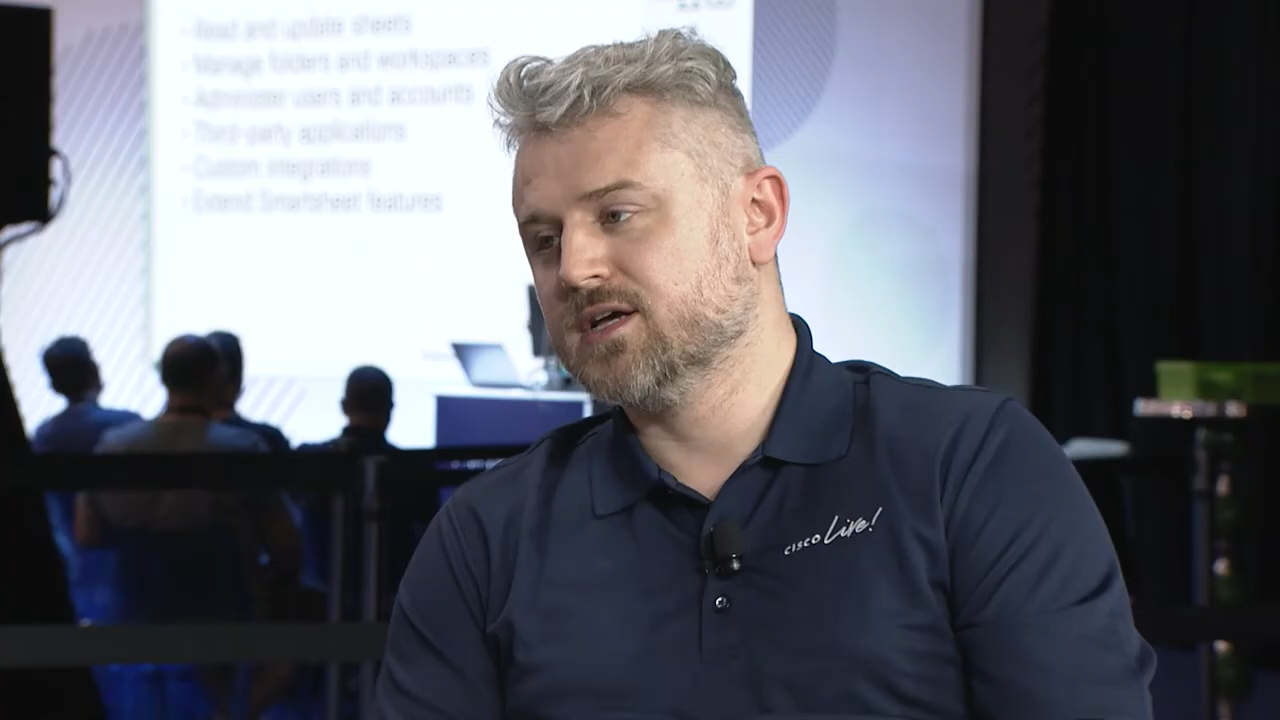 · Read and update sheets
· Manage folders and workspaces
· Administer users and accounts
· Third-party applications
· Custom integrations
· Extend Smartsheet features
CISCO Live!